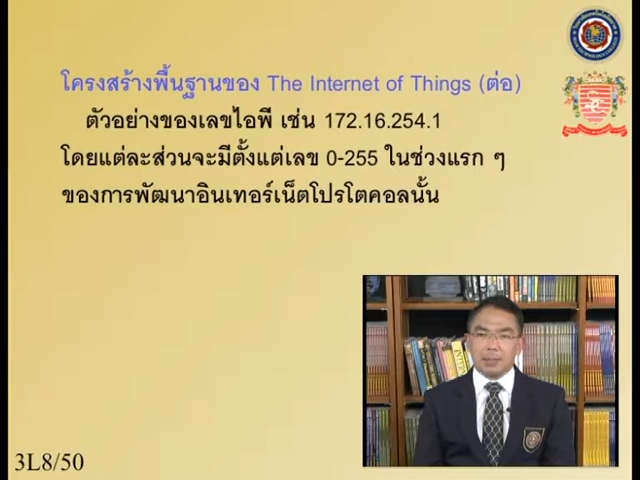 โครงสร้างพื้นฐานของ The Internet of Things (ต่อ)
ตัวอย่างของเลขไอพี เช่น 172.16.254.1
โดยแต่ละส่วนจะมีตั้งแต่เลข 0-255 ในช่วงแรก ๆ
ของการพัฒนาอินเทอร์เน็ตโปรโตคอลนั้น
3L8/50